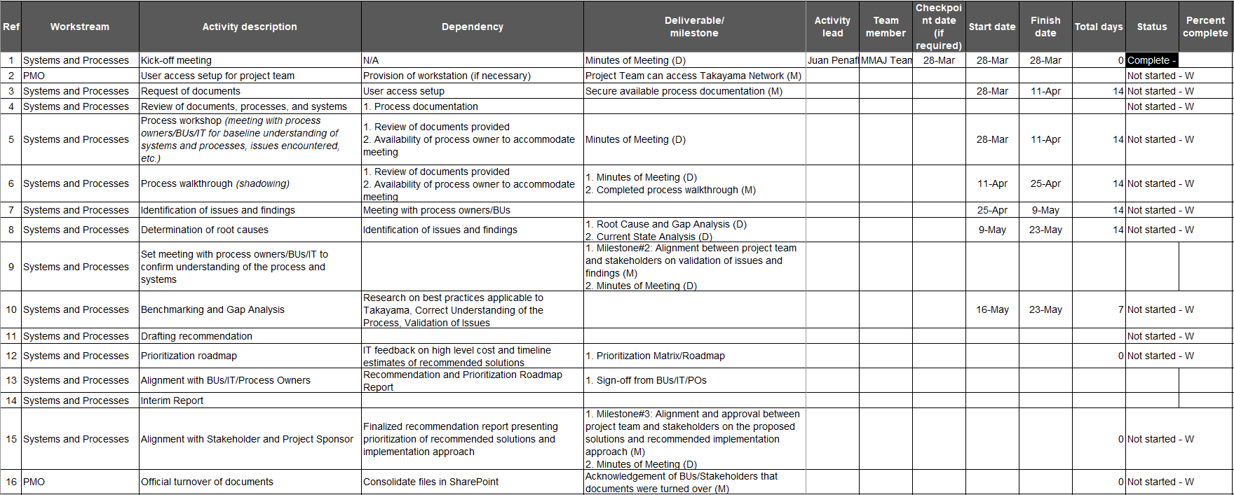 Ref Workstream Activity description Dependency Deliverable/ milestone Activity lead Team member Checkpoi nt date (if required) Start date Finish date Total days Status Percent complete
1 Systems and Processes Kick-off meeting N/A Minutes of Meeting (D) Juan Penaf MMAJ Team 28-Mar 28-Mar 28-Mar 0 Complete -
2 PMO User access setup for project team Provision of workstation (if necessary) Project Team can access Takayama Network (M) Not started - W
3 Systems and Processes Request of documents User access setup Secure available process documentation (M) 28-Mar 11-Apr 14 Not started - W
4 Systems and Processes Review of documents, processes, and systems 1. Process documentation Not started - W
5 Systems and Processes Process workshop (meeting with process
owners/BUs/IT for baseline understanding of
systems and processes, issues encountered,
etc.)
1. Review of documents provided
2. Availability of process owner to accommodate
meeting
Minutes of Meeting (D) 28-Mar 11-Apr 14 Not started - W
6 Systems and Processes Process walkthrough (shadowing)
1. Review of documents provided
2. Availability of process owner to accommodate
meeting
1. Minutes of Meeting (D)
2. Completed process walkthrough (M)
11-Apr 25-Apr 14 Not started - W
7 Systems and Processes Identification of issues and findings Meeting with process owners/BUs 25-Apr 9-May 14 Not started - W
8 Systems and Processes Determination of root causes Identification of issues and findings
1. Root Cause and Gap Analysis (D)
2. Current State Analysis (D)
9-May 23-May 14 Not started - W
9 Systems and Processes Set meeting with process owners/BUs/IT to
confirm understanding of the process and
systems
1. Milestone#2: Alignment between project team
and stakeholders on validation of issues and
findings (M)
2. Minutes of Meeting (D)
10 Systems and Processes Benchmarking and Gap Analysis
Research on best practices applicable to
Takayama, Correct Understanding of the
Process, Validation of Issues
16-May 23-May 7 Not started - W
11 Systems and Processes Drafting recommendation Not started - W
12 Systems and Processes Prioritization roadmap
IT feedback on high level cost and timeline
estimates of recommended solutions
1. Prioritization Matrix/Roadmap 0 Not started - W
13 Systems and Processes Alignment with BUs/IT/Process Owners
Recommendation and Prioritization Roadmap
Report
1. Sign-off from BUs/IT/POs
14 Systems and Processes Interim Report
15 Systems and Processes Alignment with Stakeholder and Project Sponsor
Finalized recommendation report presenting
prioritization of recommended solutions and
implementation approach
1. Milestone#3: Alignment and approval between
project team and stakeholders on the proposed
solutions and recommended implementation
approach (M)
2. Minutes of Meeting (D)
0 Not started - W
16 PMO Official turnover of documents Consolidate files in SharePoint
Acknowledgement of BUs/Stakeholders that
documents were turned over (M)
0 Not started - W